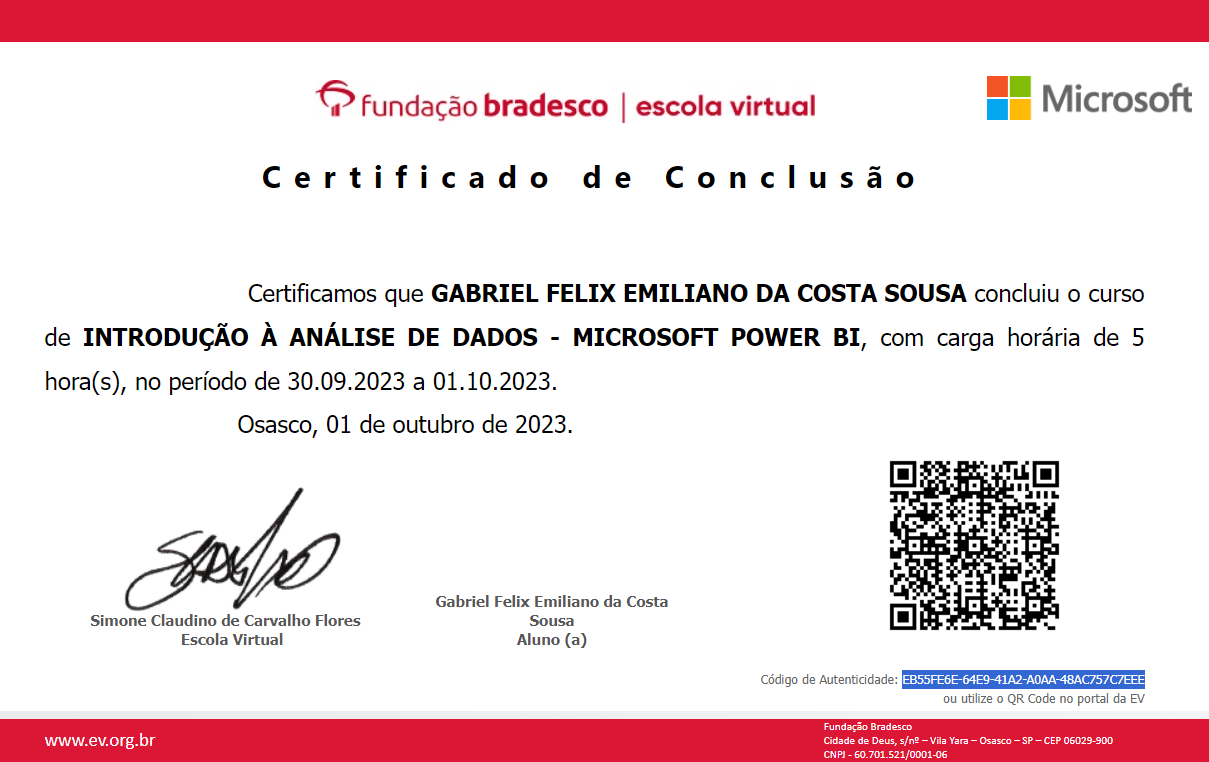 fundação bradesco | escola virtual
Microsoft
Certificado de Conclusão
Certificamos que GABRIEL FELIX EMILIANO DA COSTA SOUSA concluiu o curso
de INTRODUÇÃO À ANÁLISE DE DADOS - MICROSOFT POWER BI, com carga horária de 5
hora(s), no período de 30.09.2023 a 01.10.2023.
Osasco, 01 de outubro de 2023.
Simone Claudino de Carvalho Flores
Escola Virtual
Gabriel Felix Emiliano da Costa
Sousa
Aluno (a)
Código de Autenticidade: EB55FE6E-64E9-41A2-A0AA-48AC757C7EEE
ou utilize o QR Code no portal da EV
www.ev.org.br
Fundação Bradesco
Cidade de Deus, s/nº – Vila Yara – Osasco – SP – CEP 06029-900
CNPJ - 60.701.521/0001-06